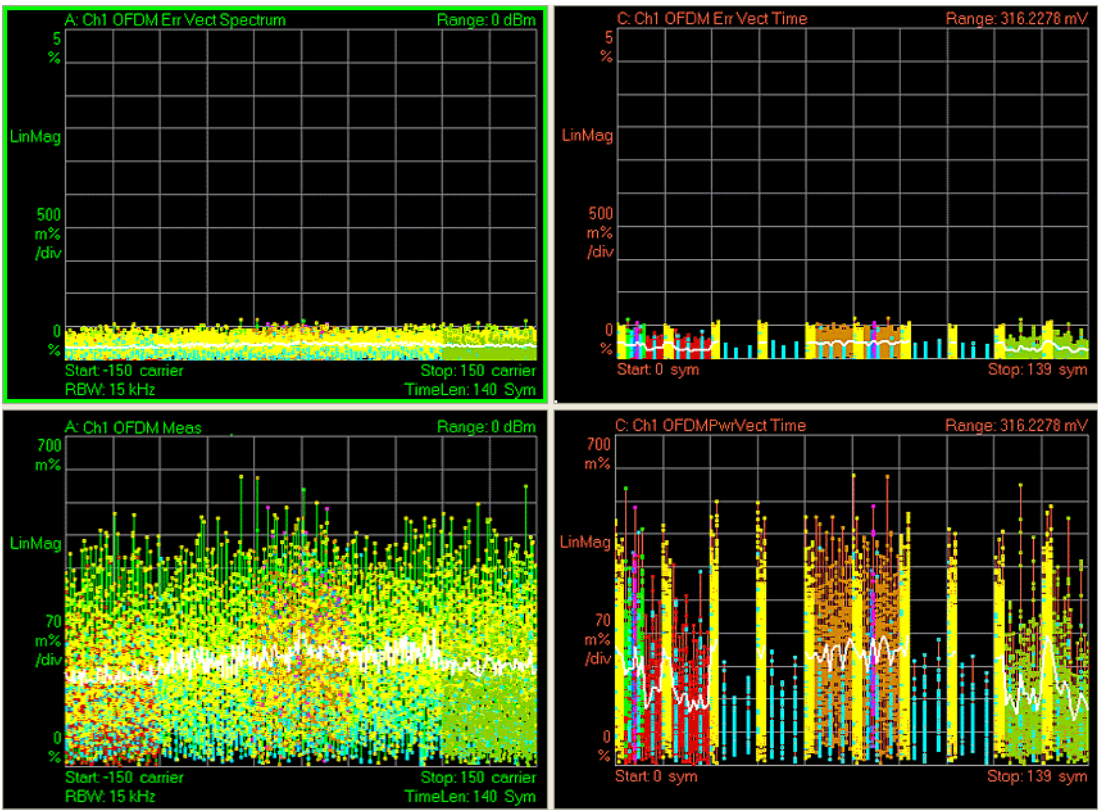 A: Ch1 OFDM Err Vect Spectrum Range: 0 dBm
5
%
LinMag
500
m%
/div
0
%
Start: -150 carrier Stop: 150 carrier
RBW: 15 kHz TimeLen: 140 Sym
C: Ch1 OFDM Err Vect Time Range: 316.2278 mV
5
%
LinMag
500
m%
/div
0
%
Start: 0 sym Stop: 139 sym
A: Ch1 OFDM Meas Range: 0 dBm
700
m%
LinMag
70
m%
/div
0
%
Start: -150 carrier Stop: 150 carrier
RBW: 15 kHz TimeLen: 140 Sym
C: Ch1 OFDMPwrVect Time Range: 316.2278 mV
700
m%
LinMag
70
m%
/div
0
%
Start: 0 sym Stop: 139 sym